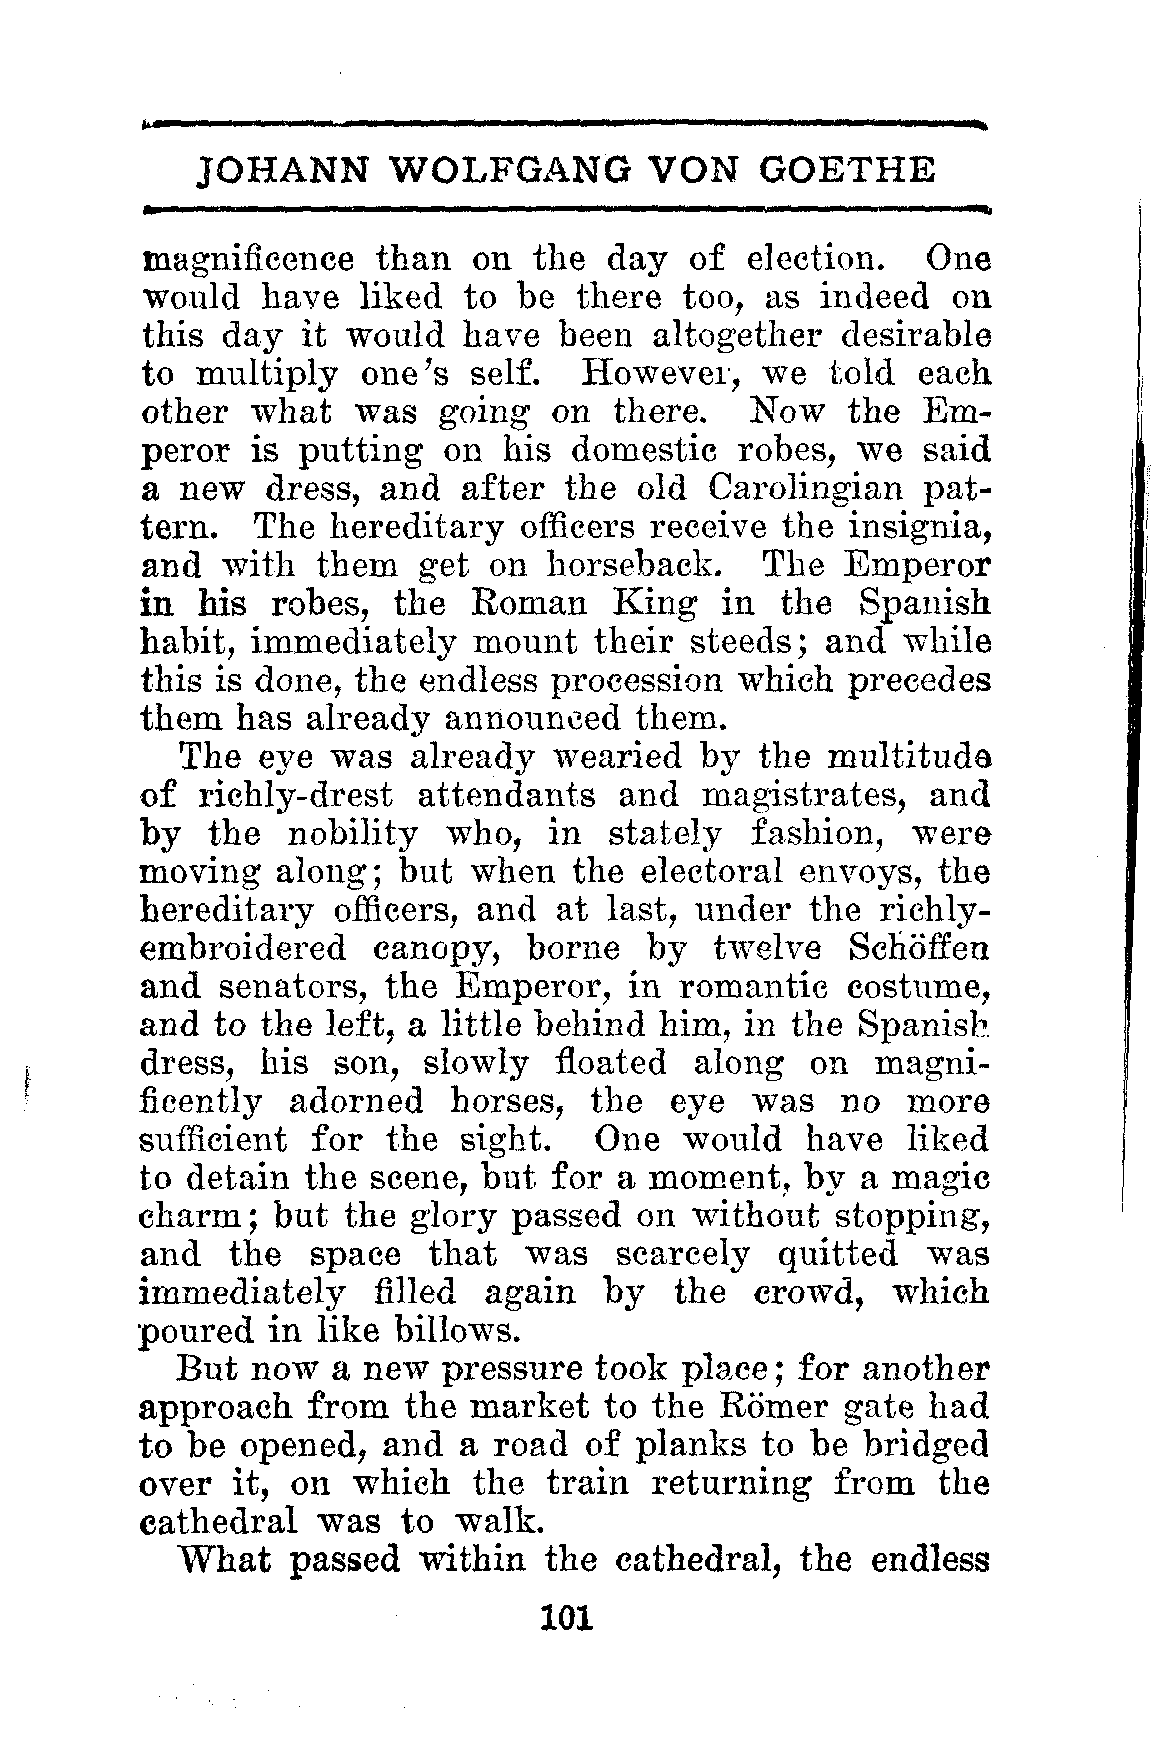 JOHANN WOLFGANG VON GOETHE
magnificence than on the day of election. One
would have liked to be there too, as indeed on
this day it would have been altogether desirable
to multiply one's self. However, we told each
other what was going on there. Now the Em-
peror is putting on his domestic robes, we said
a new dress, and after the old Carolingian pat-
tern. The hereditary officers receive the insignia,
and with them get on horseback. The Emperor
in his robes, the Roman King in the Spanish
habit, immediately mount their steeds; and while
this is done, the endless procession which precedes
them has already announced them.
The eye was already wearied by the multitude
of richly-drest attendants and magistrates, and
by the nobility who, in stately fashion, were
moving along; but when the electoral envoys, the
hereditary officers, and at last, under the richly-
embroidered canopy, borne by twelve Schöffen
and senators, the Emperor, in romantic costume,
and to the left, a little behind him, in the Spanish
dress, his son, slowly floated along on magni-
ficently adorned horses, the eye was no more
sufficient for the sight. One would have liked
to detain the scene, but for a moment, by a magic
charm; but the glory passed on without stopping,
and the space that was scarcely quitted was
immediately filled again by the crowd, which
poured in like billows.
But now a new pressure took place; for another
approach from the market to the Römer gate had
to be opened, and a road of planks to be bridged
over it, on which the train returning from the
cathedral was to walk.
What passed within the cathedral, the endless
101